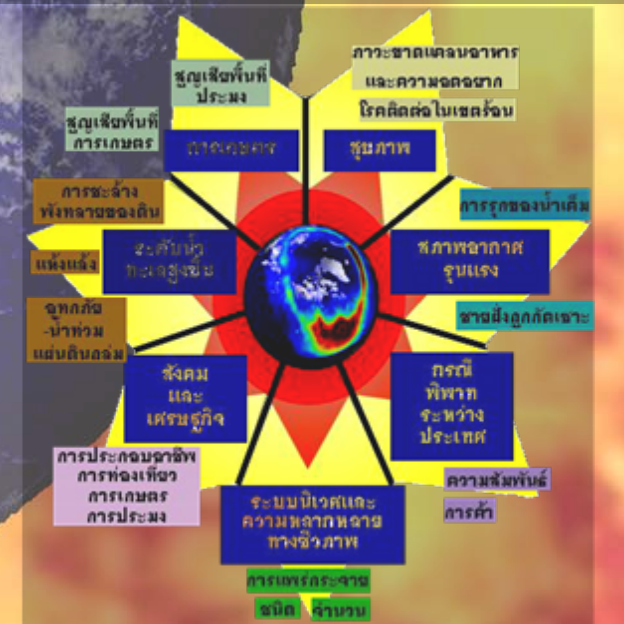 สูญเสียพื้นที่
ประมง
ภาวะขาดแคลนอาหาร
และความอดอยาก
โรคติดต่อในเขตร้อน
สูญเสียพื้นที่
การเกษตร
การเกษตร
สุขภาพ
การชะล้าง
พังทลายของดิน
การรุกของน้ำเค็ม
แห้งแล้ง
ระดับน้ำ
ทะเลสูงขึ้น
สภาพอากาศ
รุนแรง
อุทกภัย
-น้ำท่วม
แผ่นดินถล่ม
ชายฝั่งถูกกัดเซาะ
สังคม
และ
เศรษฐกิจ
กรณี
พิพาท
ระหว่าง
ประเทศ
การประกอบอาชีพ
การท่องเที่ยว
การเกษตร
การประมง
ความสัมพันธ์
การค้า
ระบบนิเวศและ
ความหลากหลาย
ทางชีวภาพ
การแพร่กระจาย
ชนิด จำนวน